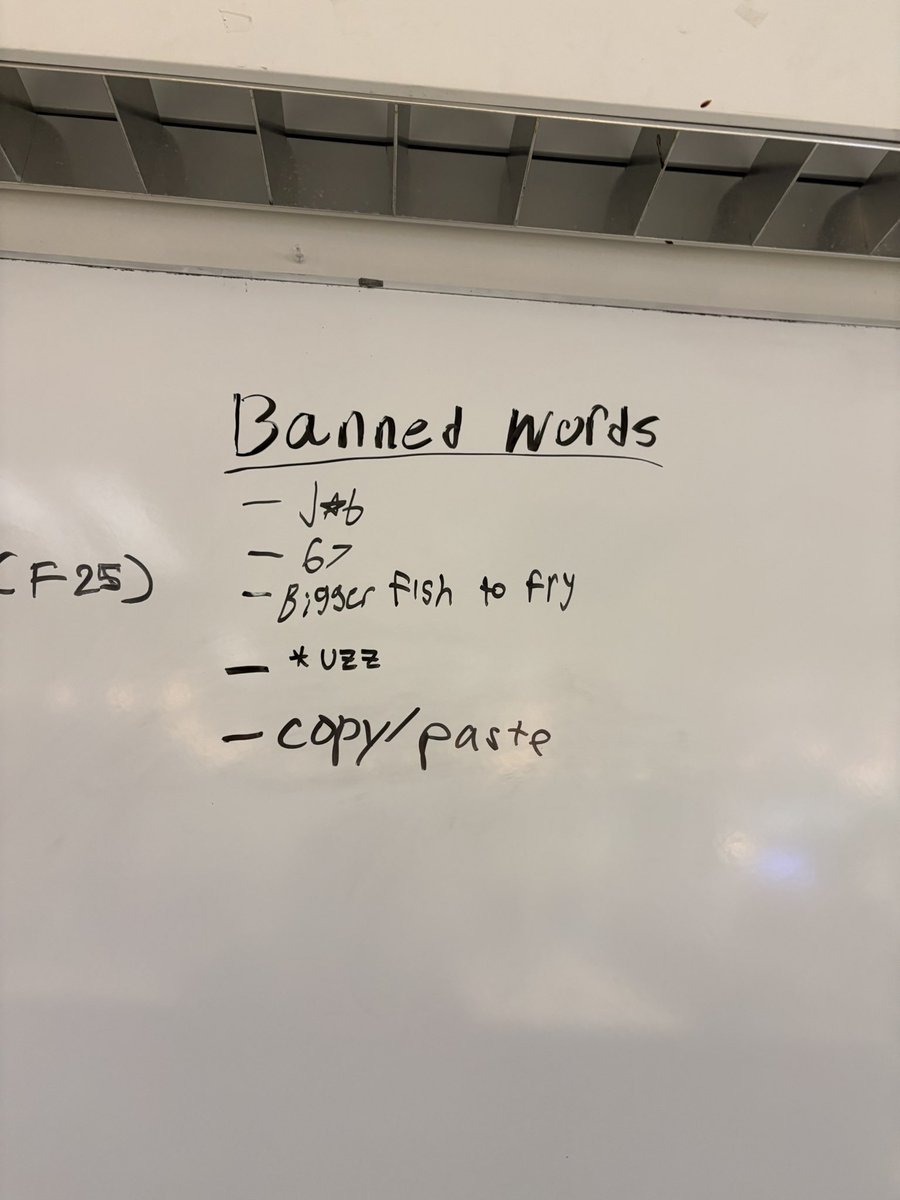 Banned Words
- J*b
- 67
(F25)
- Bigger fish to fry
- *uzz
- copy/paste